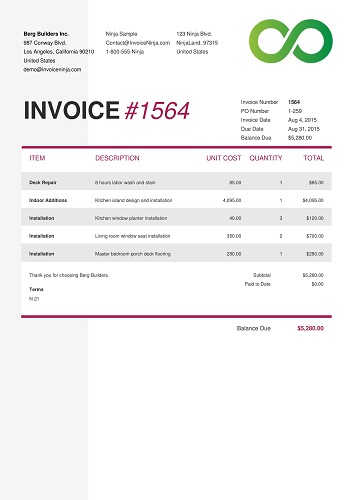 Berg Builders Inc.
987 Conway Blvd.
Los Angeles, California 90210
United States
demo@invoiceninja.com
Ninja Sample
Contact@InvoiceNinja.com
1-800-555-Ninja
123 Ninja Blvd.
NinjaLand, 97315
United States
INVOICE #1564
Invoice Number 1564
PO Number 1-259
Invoice Date Aug 4, 2015
Due Date Aug 31, 2015
Balance Due $5,280.00
ITEM DESCRIPTION UNIT COST QUANTITY TOTAL
Deck Repair 8 hours labor wash and stain 85.00 1 $85.00
Indoor Additions Kitchen island design and installation 4,095.00 1 $4,095.00
Installation Kitchen window planter installation 40.00 3 $120.00
Installation Living room window seat installation 350.00 2 $700.00
Installation Master bedroom porch deck flooring 280.00 1 $280.00
Thank you for choosing Berg Builders. Subtotal $5,280.00
Paid to Date $0.00
Terms
N 21
Balance Due $5,280.00